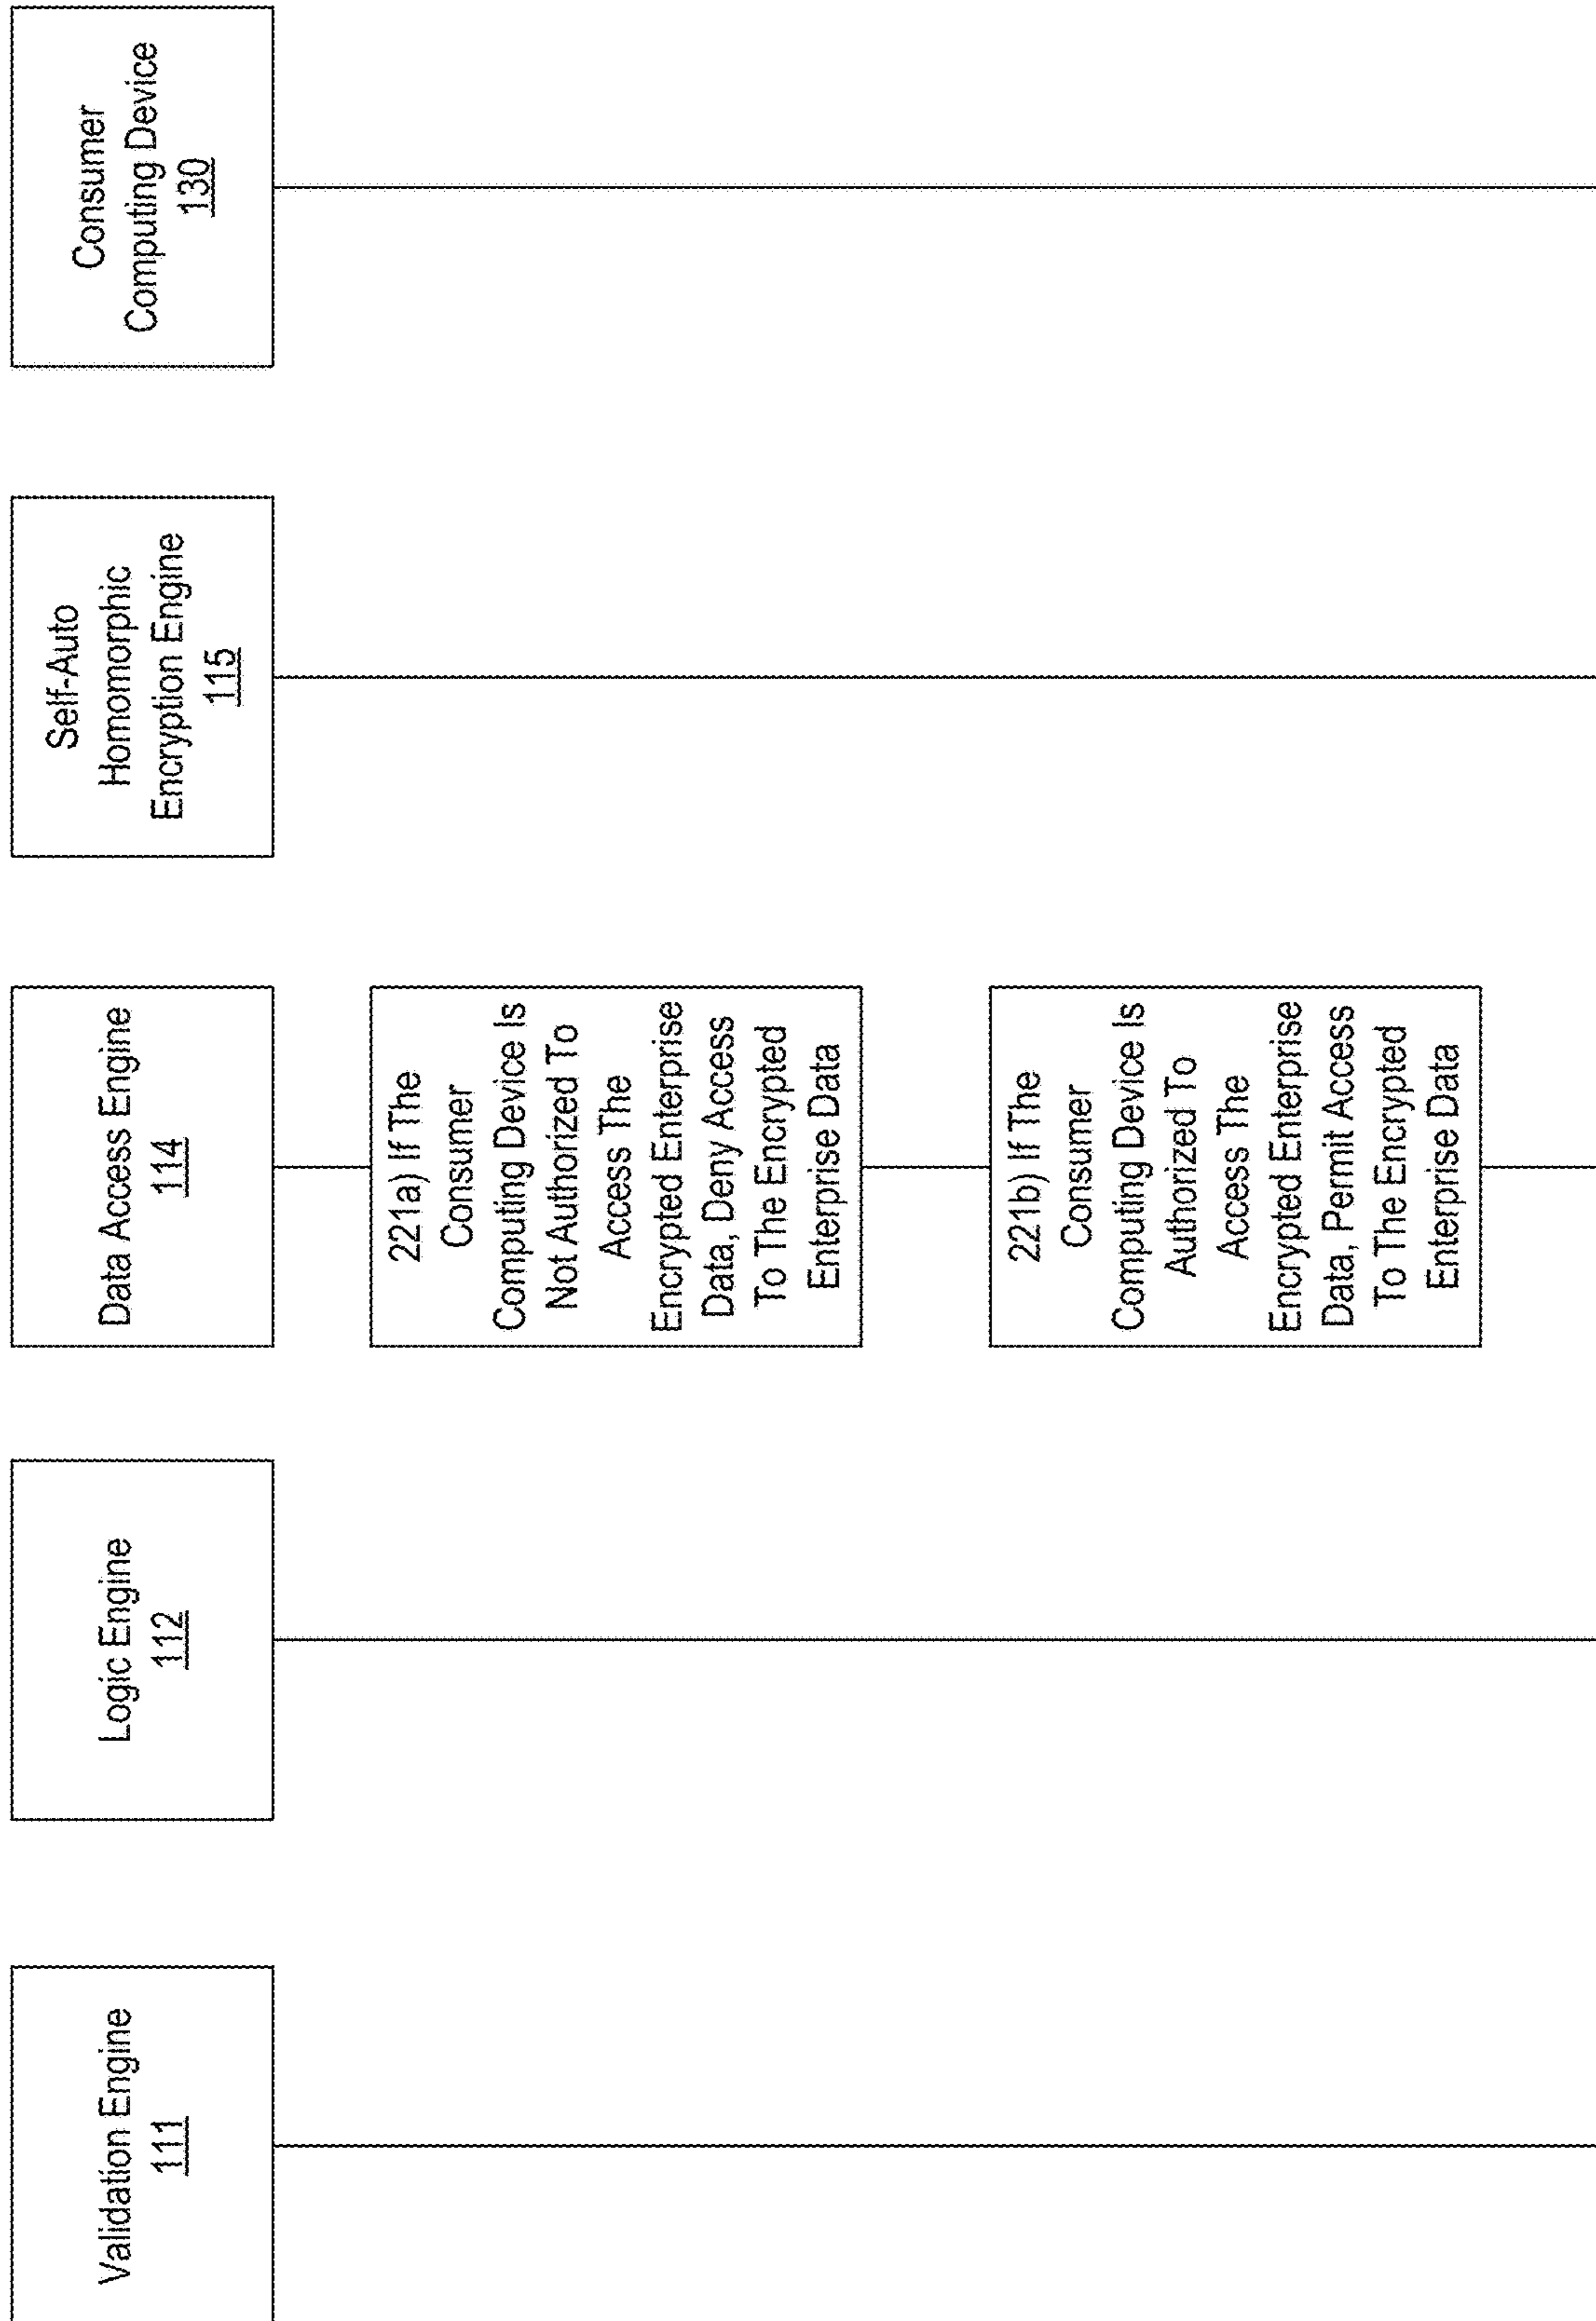 Validation Engine
111
Logic Engine
112
Data Access Engine
114
Self-Auto
Homomorphic
Encryption Engine
115
Consumer
Computing Device
130
221a) If The
Consumer
Computing Device Is
Not Authorized To
Access The
Encrypted Enterprise
Data, Deny Access
To The Encrypted
Enterprise Data
221b) If The
Consumer
Computing Device Is
Authorized To
Access The
Encrypted Enterprise
Data, Permit Access
To The Encrypted
Enterprise Data